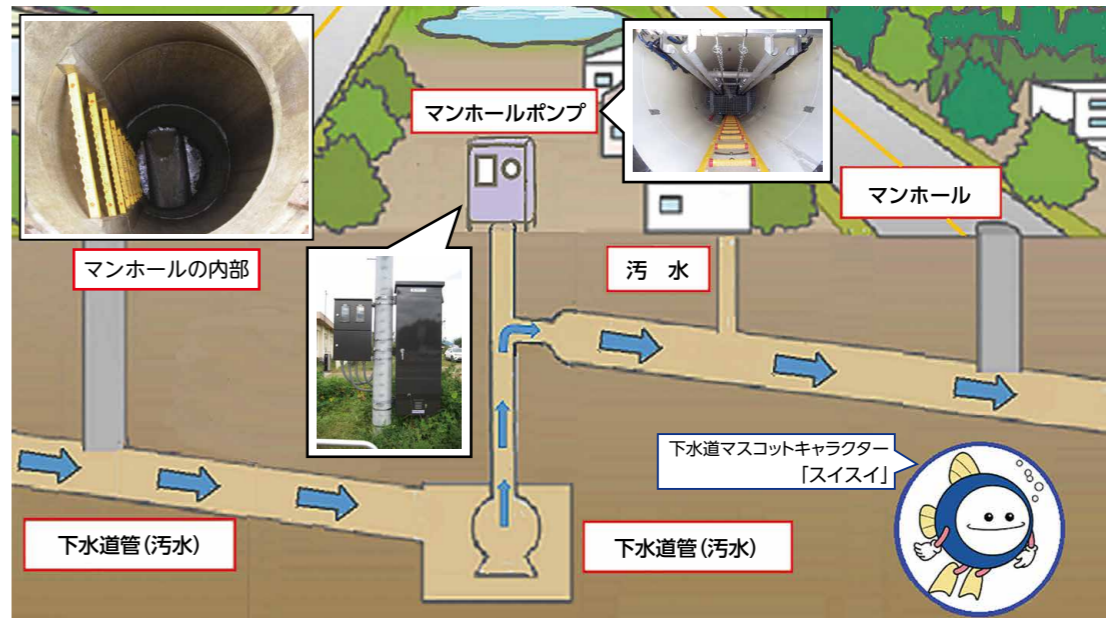 マンホールポンプ
マンホール
マンホールの内部
汚 水
下水道マスコットキャラクター
「スイスイ」
下水道管(汚水)
下水道管(汚水)